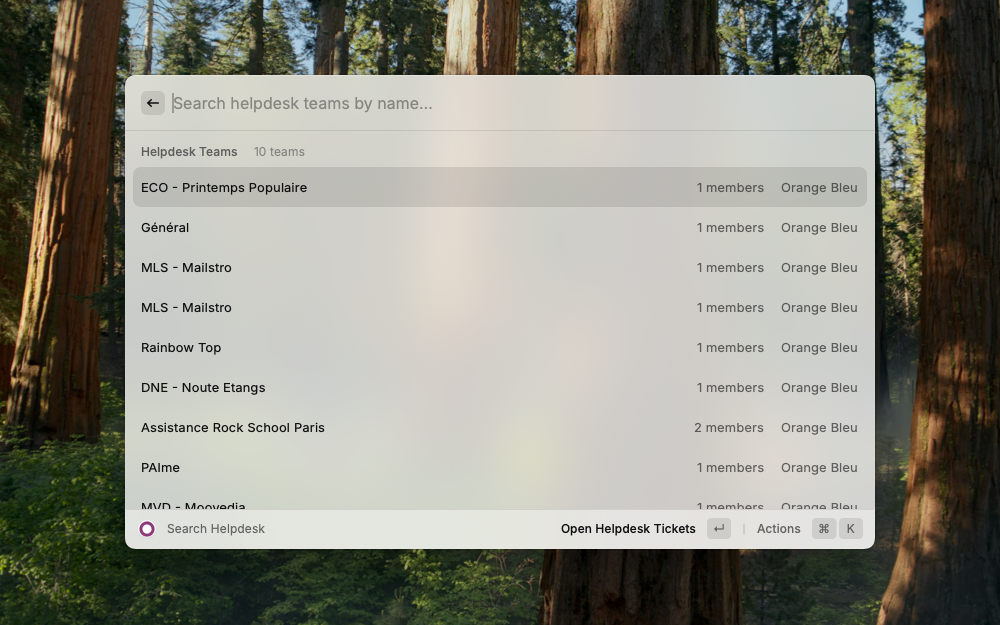 Search helpdesk teams by name...
Helpdesk Teams 10 teams
ECO - Printemps Populaire 1 members Orange Bleu
Général 1 members Orange Bleu
MLS - Mailstro 1 members Orange Bleu
MLS - Mailstro 1 members Orange Bleu
Rainbow Top 1 members Orange Bleu
DNE - Noute Etangs 1 members Orange Bleu
Assistance Rock School Paris 2 members Orange Bleu
PAIme 1 members Orange Bleu
MVD - Moovedia 1 members Orange Bleu
Search Helpdesk Open Helpdesk Tickets ↵ | Actions ⌘ K